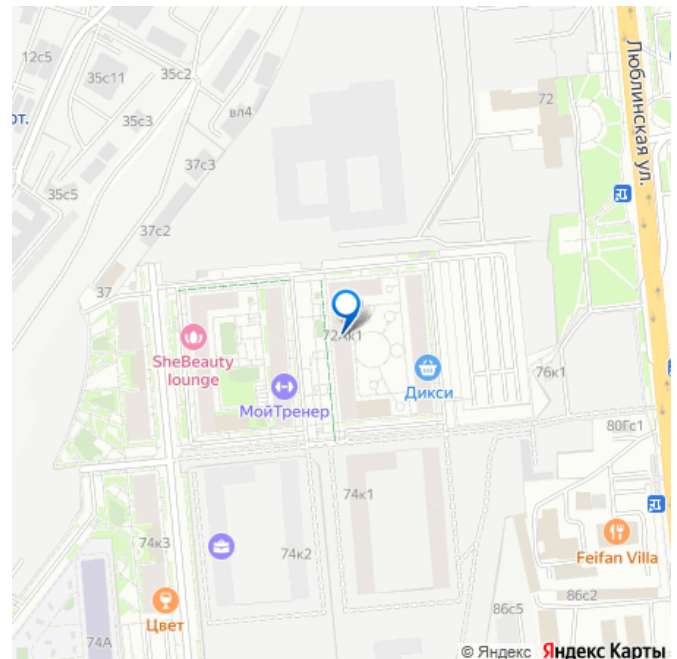 12с5
35с11
35с2
от.
35с3
вл4
35с5
37с3
37с2
72
Люблинская ул.
37
SheBeauty
lounge
72Ак1
МойТренер
Дикси
76к1
80Гс1
74к1
74к3
74к2
Feifan Villa
86с5
86с2
Цвет
74А
© Яндекс Яндекс Карты